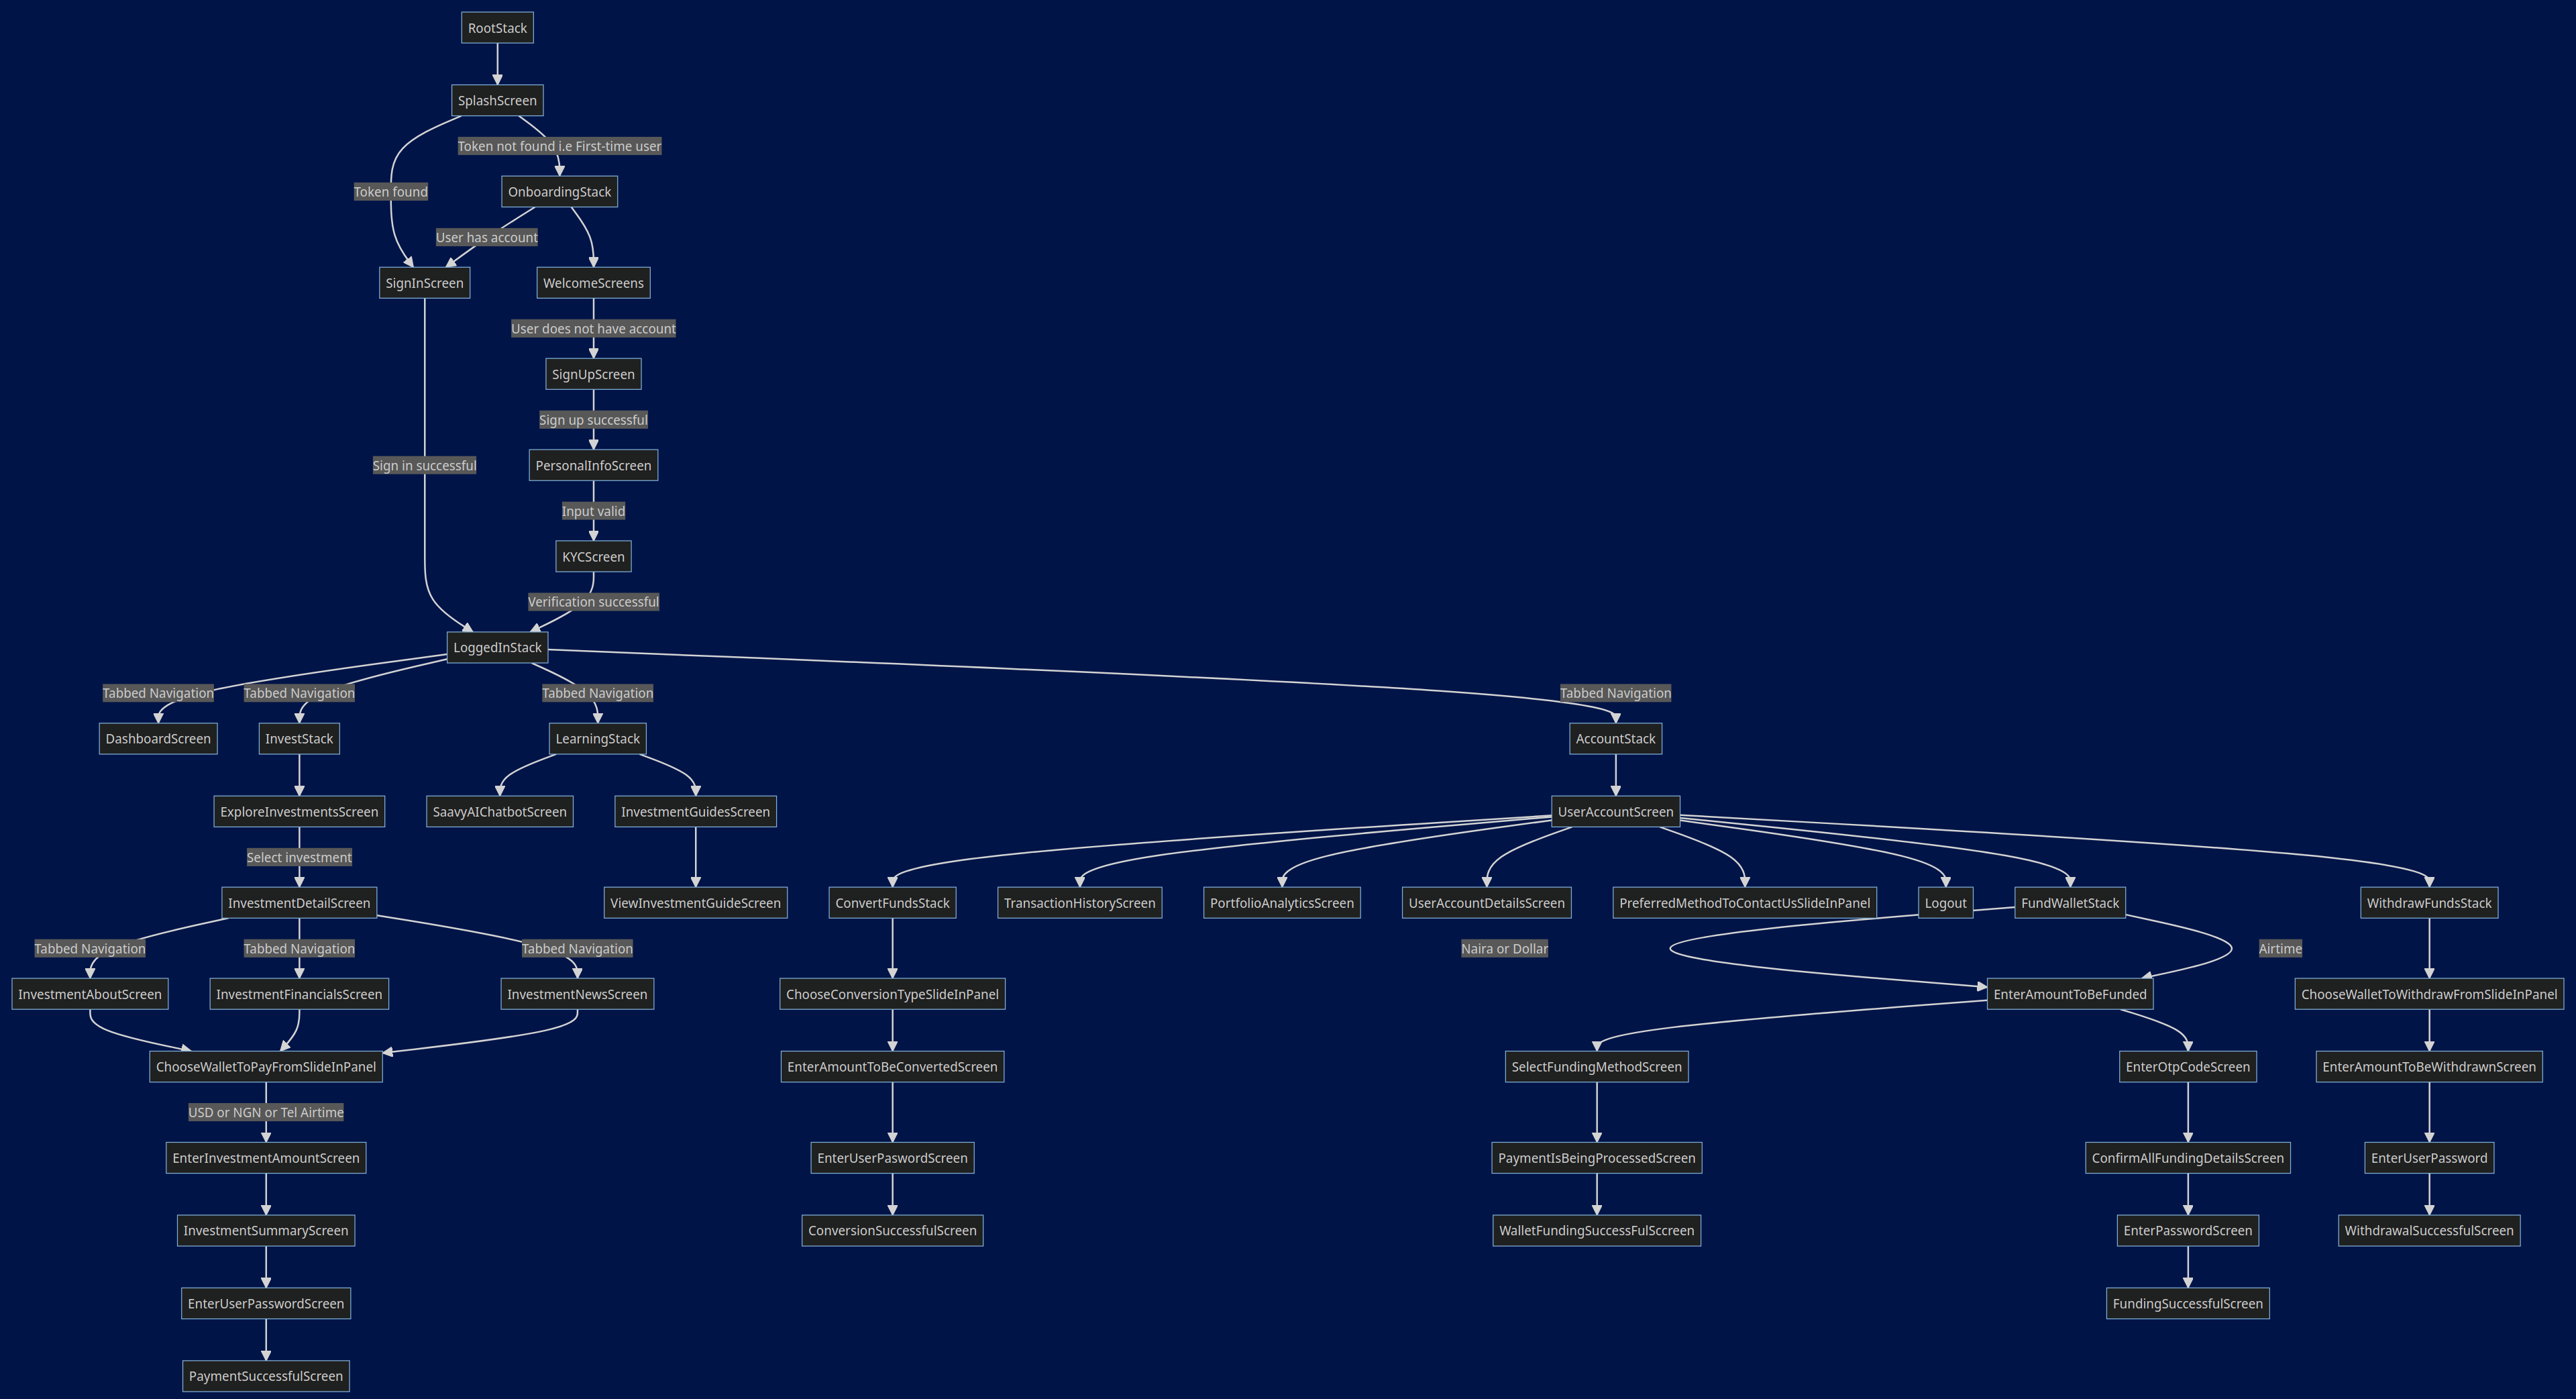 RootStack
SplashScreen
Token not found i.e First-time user
Token found
OnboardingStack
User has account
SignInScreen
WelcomeScreens
User does not have account
SignUpScreen
Sign up successful
Sign in successful
PersonalInfoScreen
Input valid
KYCScreen
Verification successful
LoggedInStack
Tabbed Navigation
Tabbed Navigation
Tabbed Navigation
Tabbed Navigation
DashboardScreen
InvestStack
LearningStack
AccountStack
ExploreInvestmentsScreen
SaavyAIChatbotScreen
InvestmentGuidesScreen
UserAccountScreen
Select investment
InvestmentDetailScreen
ViewInvestmentGuideScreen
ConvertFundsStack
TransactionHistoryScreen
PortfolioAnalyticsScreen
UserAccountDetailsScreen
PreferredMethodToContactUsSlideInPanel
Logout
FundWalletStack
WithdrawFundsStack
Tabbed Navigation
Tabbed Navigation
Tabbed Navigation
Naira or Dollar
Airtime
InvestmentAboutScreen
InvestmentFinancialsScreen
InvestmentNewsScreen
ChooseConversionTypeSlideInPanel
EnterAmountToBeFunded
ChooseWalletToWithdrawFromSlideInPanel
ChooseWalletToPayFromSlideInPanel
EnterAmountToBeConvertedScreen
SelectFundingMethodScreen
EnterOtpCodeScreen
EnterAmountToBeWithdrawnScreen
USD or NGN or Tel Airtime
EnterInvestmentAmountScreen
EnterUserPaswordScreen
PaymentIsBeingProcessedScreen
ConfirmAllFundingDetailsScreen
EnterUserPassword
InvestmentSummaryScreen
ConversionSuccessfulScreen
WalletFundingSuccessFulSccreen
EnterPasswordScreen
WithdrawalSuccessfulScreen
EnterUserPasswordScreen
FundingSuccessfulScreen
PaymentSuccessfulScreen